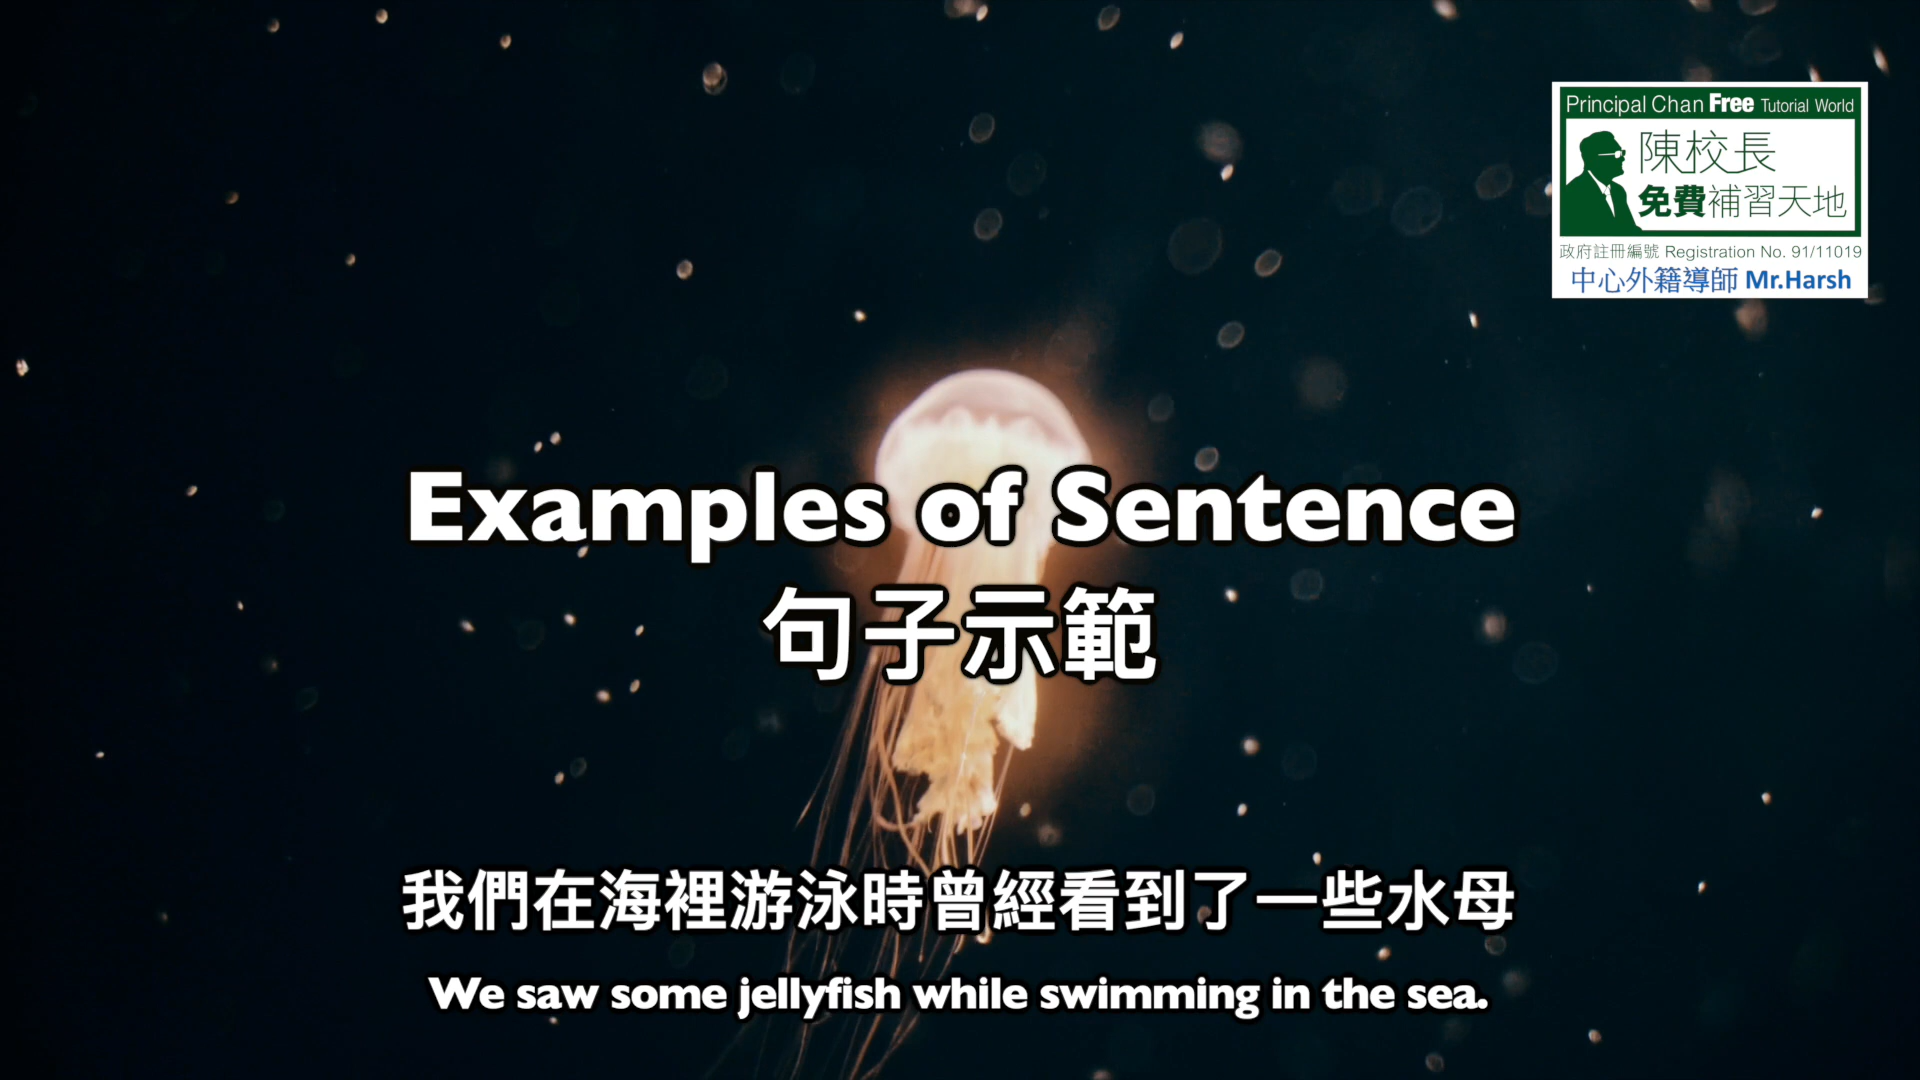 Principal Chan Free Tutorial World
陳校長
免費補習天地
政府註冊編號 Registration No. 91/11019
中心外籍導師 Mr.Harsh
Examples of Sentence
句子示範
我們在海裡游泳時曾經看到了一些水母
We saw some jellyfish while swimming in the sea.